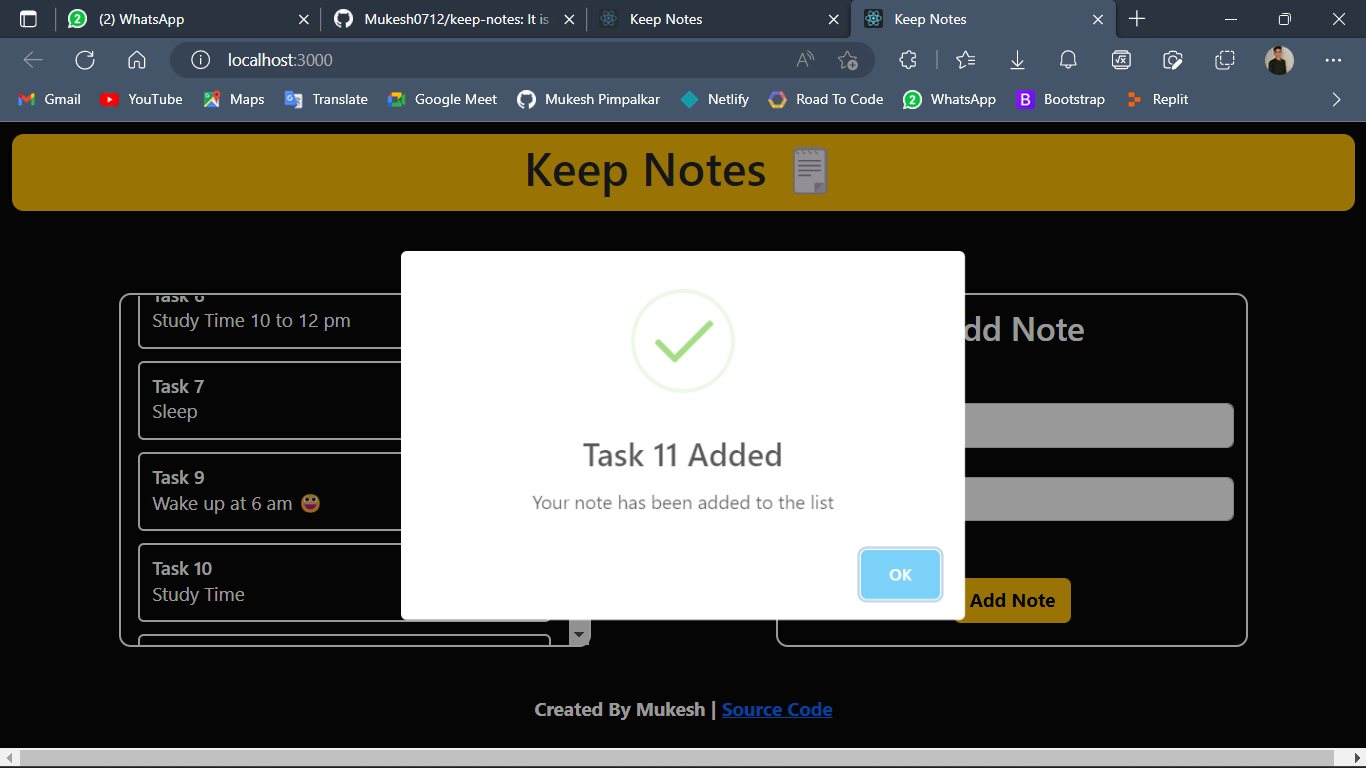 (2) WhatsApp
Mukesh0712/keep-notes: It is
Keep Notes
Keep Notes
localhost:3000
Gmail
YouTube
Maps
Translate
Google Meet
Mukesh Pimpalkar
Netlify
Road To Code
WhatsApp
B Bootstrap
Replit
Keep Notes
Study Time 10 to 12 pm
Task 7
Sleep
Task 9
Wake up at 6 am
Task 10
Study Time
dd Note
Task 11 Added
Your note has been added to the list
OK
Add Note
Created By Mukesh | Source Code